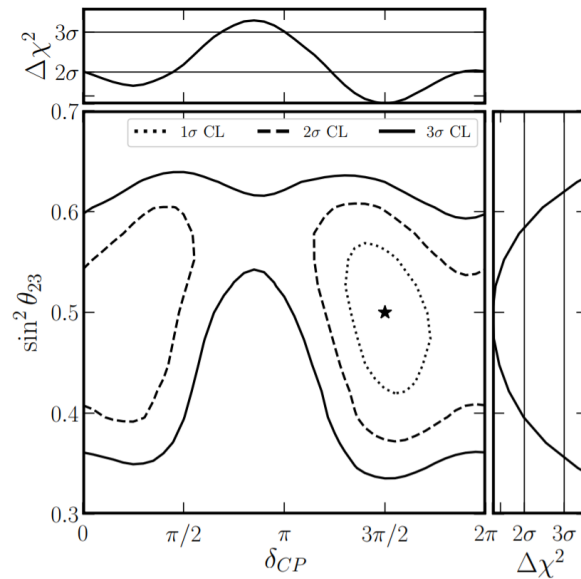 Δχ²
3σ
2σ
0.7
0.6
0.5
0.4
0.3
sin² θ₂₃
1σ CL
2σ CL
3σ CL
0
π/2
π
3π/2
2π
δ_CP
2σ
3σ
Δχ²